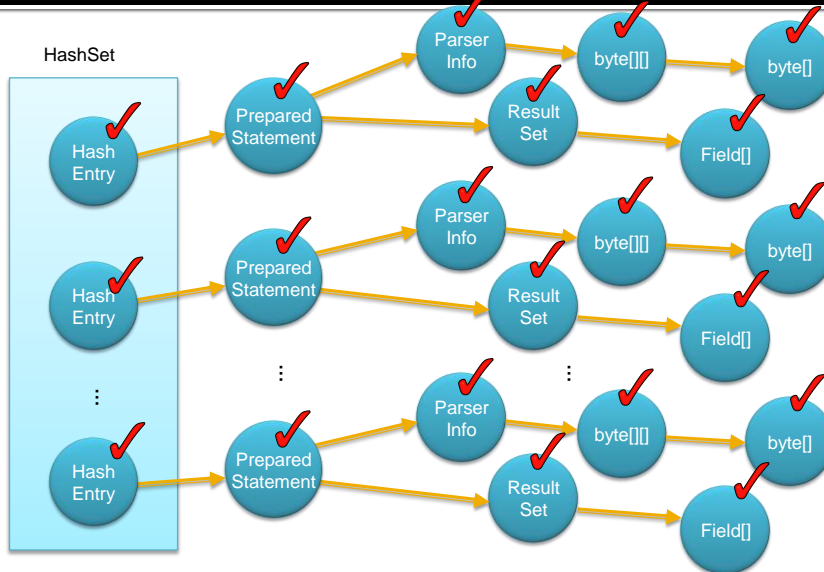 HashSet
Parser
Info
byte[][]
byte[]
Hash
Entry
Prepared
Statement
Result
Set
Field[]
Parser
Info
byte[][]
byte[]
Hash
Entry
Prepared
Statement
Result
Set
Field[]
...
...
...
Parser
Info
byte[][]
byte[]
Hash
Entry
Prepared
Statement
Result
Set
Field[]